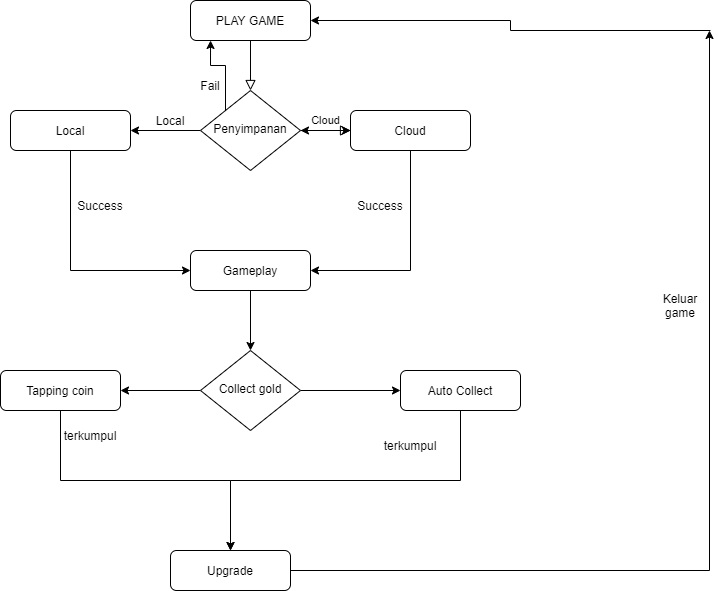 PLAY GAME
Fail
Local
Penyimpanan
Cloud
Local
Cloud
Success
Success
Gameplay
Keluar
game
Tapping coin
Collect gold
Auto Collect
terkumpul
terkumpul
Upgrade